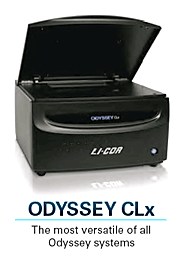 ODYSSEY CLx
LI-COR
ODYSSEY CLx
The most versatile of all
Odyssey systems